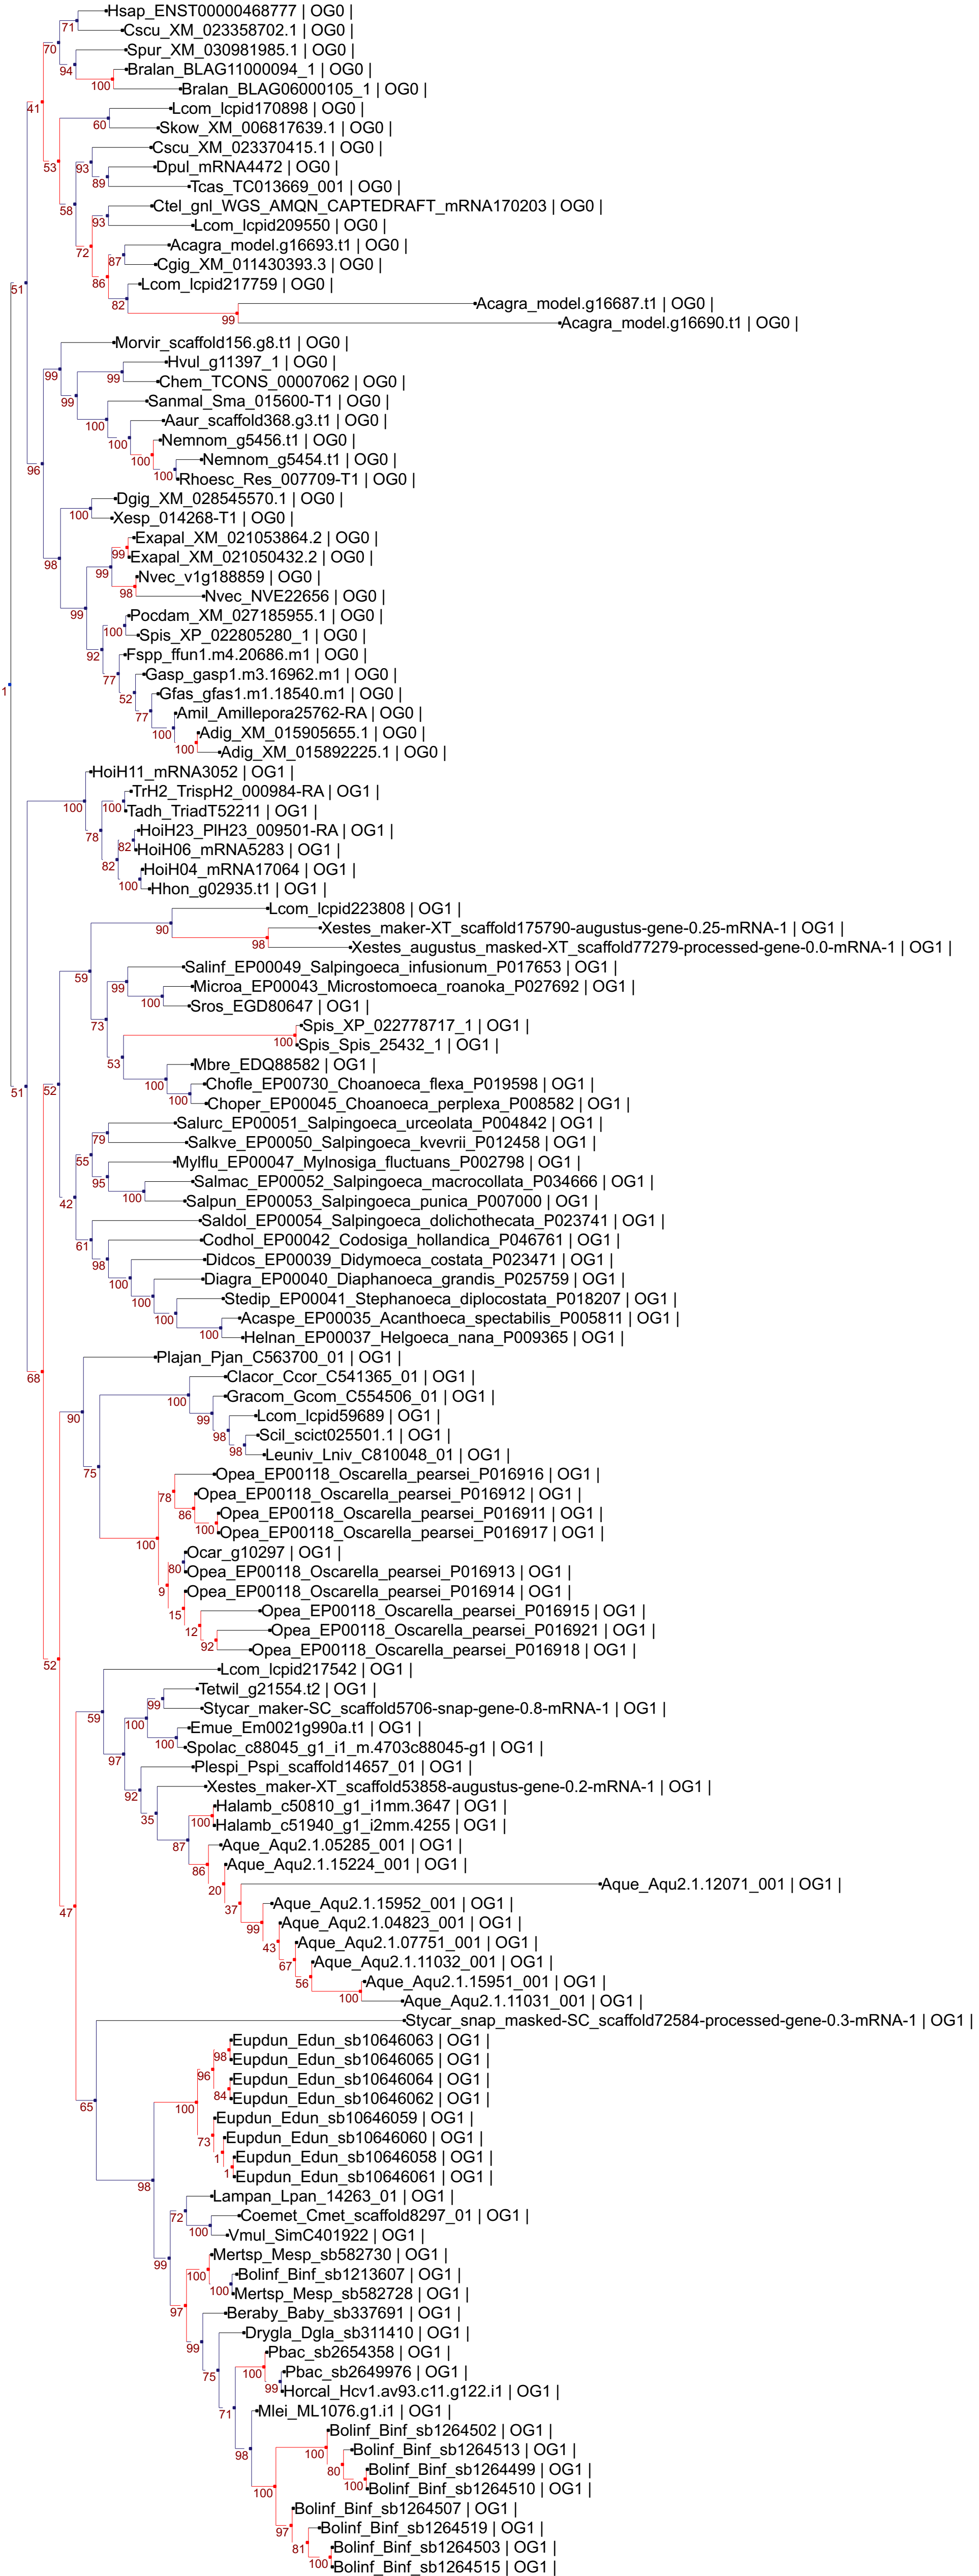 Hsap_ENST00000468777 | OG0 |
71
Cscu_XM_023358702.1 | OG0 |
70
Spur_XM_030981985.1 | OG0 |
94
Bralan_BLAG11000094_1 | OG0 |
100
Bralan_BLAG06000105_1 | OG0 |
41
Lcom_lcpid170898 | OG0 |
60
Skow_XM_006817639.1 | OG0 |
53
Cscu_XM_023370415.1 | OG0 |
93
Dpul_mRNA4472 | OG0 |
89
Tcas_TC013669_001 | OG0 |
58
Ctel_gnl_WGS_AMQN_CAPTEDRAFT_mRNA170203 | OG0 |
93
Lcom_lcpid209550 | OG0 |
72
Acagra_model.g16693.t1 | OG0 |
87
Cgig_XM_011430393.3 | OG0 |
86
Lcom_lcpid217759 | OG0 |
51
82
Acagra_model.g16687.t1 | OG0 |
99
Acagra_model.g16690.t1 | OG0 |
Morvir_scaffold156.g8.t1 | OG0 |
99
Hvul_g11397_1 | OG0 |
99
Chem_TCONS_00007062 | OG0 |
99
Sanmal_Sma_015600-T1 | OG0 |
100
Aaur_scaffold368.g3.t1 | OG0 |
100
Nemnom_g5456.t1 | OG0 |
100
Nemnom_g5454.t1 | OG0 |
96
100
Rhoesc_Res_007709-T1 | OG0 |
Dgig_XM_028545570.1 | OG0 |
100
Xesp_014268-T1 | OG0 |
Exapal_XM_021053864.2 | OG0 |
99
Exapal_XM_021050432.2 | OG0 |
98
99
Nvec_v1g188859 | OG0 |
98
Nvec_NVE22656 | OG0 |
99
Pocdam_XM_027185955.1 | OG0 |
100
Spis_XP_022805280_1 | OG0 |
92
Fspp_ffun1.m4.20686.m1 | OG0 |
77
Gasp_gasp1.m3.16962.m1 | OG0 |
52
Gfas_gfas1.m1.18540.m1 | OG0 |
1
77
Amil_Amillepora25762-RA | OG0 |
100
Adig_XM_015905655.1 | OG0 |
100
Adig_XM_015892225.1 | OG0 |
HoiH11_mRNA3052 | OG1 |
TrH2_TrispH2_000984-RA | OG1 |
100
100
Tadh_TriadT52211 | OG1 |
78
HoiH23_PlH23_009501-RA | OG1 |
82
HoiH06_mRNA5283 | OG1 |
82
HoiH04_mRNA17064 | OG1 |
100
Hhon_g02935.t1 | OG1 |
Lcom_lcpid223808 | OG1 |
90
Xestes_maker-XT_scaffold175790-augustus-gene-0.25-mRNA-1 | OG1 |
98
Xestes_augustus_masked-XT_scaffold77279-processed-gene-0.0-mRNA-1 | OG1 |
59
Salinf_EP00049_Salpingoeca_infusionum_P017653 | OG1 |
99
Microa_EP00043_Microstomoeca_roanoka_P027692 | OG1 |
100
Sros_EGD80647 | OG1 |
73
Spis_XP_022778717_1 | OG1 |
100
Spis_Spis_25432_1 | OG1 |
53
Mbre_EDQ88582 | OG1 |
51
52
100
Chofle_EP00730_Choanoeca_flexa_P019598 | OG1 |
100
Choper_EP00045_Choanoeca_perplexa_P008582 | OG1 |
Salurc_EP00051_Salpingoeca_urceolata_P004842 | OG1 |
79
Salkve_EP00050_Salpingoeca_kvevrii_P012458 | OG1 |
55
Mylflu_EP00047_Mylnosiga_fluctuans_P002798 | OG1 |
95
Salmac_EP00052_Salpingoeca_macrocollata_P034666 | OG1 |
42
100
Salpun_EP00053_Salpingoeca_punica_P007000 | OG1 |
Saldol_EP00054_Salpingoeca_dolichothecata_P023741 | OG1 |
61
Codhol_EP00042_Codosiga_hollandica_P046761 | OG1 |
98
Didcos_EP00039_Didymoeca_costata_P023471 | OG1 |
100
Diagra_EP00040_Diaphanoeca_grandis_P025759 | OG1 |
100
Stedip_EP00041_Stephanoeca_diplocostata_P018207 | OG1 |
100
Acaspe_EP00035_Acanthoeca_spectabilis_P005811 | OG1 |
100
Helnan_EP00037_Helgoeca_nana_P009365 | OG1 |
Plajan_Pjan_C563700_01 | OG1 |
68
Clacor_Ccor_C541365_01 | OG1 |
100
Gracom_Gcom_C554506_01 | OG1 |
90
99
Lcom_lcpid59689 | OG1 |
98
Scil_scict025501.1 | OG1 |
98
Leuniv_Lniv_C810048_01 | OG1 |
75
Opea_EP00118_Oscarella_pearsei_P016916 | OG1 |
78
Opea_EP00118_Oscarella_pearsei_P016912 | OG1 |
86
Opea_EP00118_Oscarella_pearsei_P016911 | OG1 |
100
Opea_EP00118_Oscarella_pearsei_P016917 | OG1 |
100
Ocar_g10297 | OG1 |
80
Opea_EP00118_Oscarella_pearsei_P016913 | OG1 |
9
Opea_EP00118_Oscarella_pearsei_P016914 | OG1 |
15
Opea_EP00118_Oscarella_pearsei_P016915 | OG1 |
12
Opea_EP00118_Oscarella_pearsei_P016921 | OG1 |
92
Opea_EP00118_Oscarella_pearsei_P016918 | OG1 |
52
Lcom_lcpid217542 | OG1 |
Tetwil_g21554.t2 | OG1 |
99
Stycar_maker-SC_scaffold5706-snap-gene-0.8-mRNA-1 | OG1 |
59
100
Emue_Em0021g990a.t1 | OG1 |
100
Spolac_c88045_g1_i1_m.4703c88045-g1 | OG1 |
97
Plespi_Pspi_scaffold14657_01 | OG1 |
92
Xestes_maker-XT_scaffold53858-augustus-gene-0.2-mRNA-1 | OG1 |
35
Halamb_c50810_g1_i1mm.3647 | OG1 |
100
Halamb_c51940_g1_i2mm.4255 | OG1 |
87
Aque_Aqu2.1.05285_001 | OG1 |
86
Aque_Aqu2.1.15224_001 | OG1 |
20
Aque_Aqu2.1.12071_001 | OG1 |
37
Aque_Aqu2.1.15952_001 | OG1 |
47
99
Aque_Aqu2.1.04823_001 | OG1 |
43
Aque_Aqu2.1.07751_001 | OG1 |
67
Aque_Aqu2.1.11032_001 | OG1 |
56
Aque_Aqu2.1.15951_001 | OG1 |
100
Aque_Aqu2.1.11031_001 | OG1 |
Stycar_snap_masked-SC_scaffold72584-processed-gene-0.3-mRNA-1 | OG1 |
Eupdun_Edun_sb10646063 | OG1 |
98
Eupdun_Edun_sb10646065 | OG1 |
96
Eupdun_Edun_sb10646064 | OG1 |
84
Eupdun_Edun_sb10646062 | OG1 |
65
100
Eupdun_Edun_sb10646059 | OG1 |
73
Eupdun_Edun_sb10646060 | OG1 |
1
Eupdun_Edun_sb10646058 | OG1 |
1
Eupdun_Edun_sb10646061 | OG1 |
98
Lampan_Lpan_14263_01 | OG1 |
72
Coemet_Cmet_scaffold8297_01 | OG1 |
100
Vmul_SimC401922 | OG1 |
99
Mertsp_Mesp_sb582730 | OG1 |
100
Bolinf_Binf_sb1213607 | OG1 |
100
Mertsp_Mesp_sb582728 | OG1 |
97
Beraby_Baby_sb337691 | OG1 |
99
Drygla_Dgla_sb311410 | OG1 |
Pbac_sb2654358 | OG1 |
75
100
Pbac_sb2649976 | OG1 |
99
Horcal_Hcv1.av93.c11.g122.i1 | OG1 |
71
Mlei_ML1076.g1.i1 | OG1 |
Bolinf_Binf_sb1264502 | OG1 |
98
100
Bolinf_Binf_sb1264513 | OG1 |
80
Bolinf_Binf_sb1264499 | OG1 |
100
Bolinf_Binf_sb1264510 | OG1 |
100
Bolinf_Binf_sb1264507 | OG1 |
97
Bolinf_Binf_sb1264519 | OG1 |
81
Bolinf_Binf_sb1264503 | OG1 |
100
Bolinf_Binf_sb1264515 | OG1 |